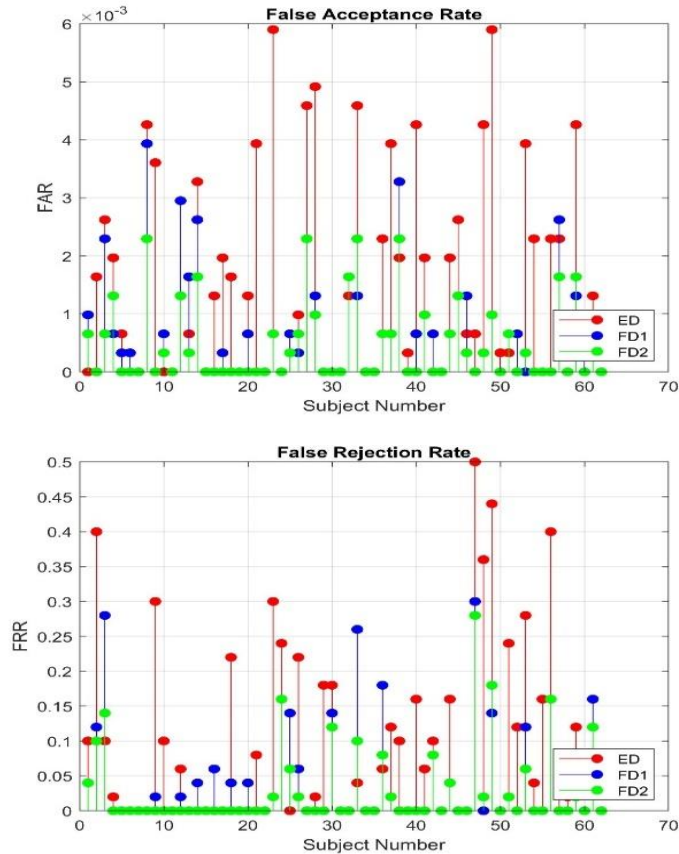 False Acceptance Rate
×10⁻³
6
5
4
3
2
1
0
FAR
0 10 20 30 40 50 60 70
Subject Number
ED
FD1
FD2
False Rejection Rate
0.5
0.45
0.4
0.35
0.3
0.25
0.2
0.15
0.1
0.05
0
FRR
0 10 20 30 40 50 60 70
Subject Number
ED
FD1
FD2